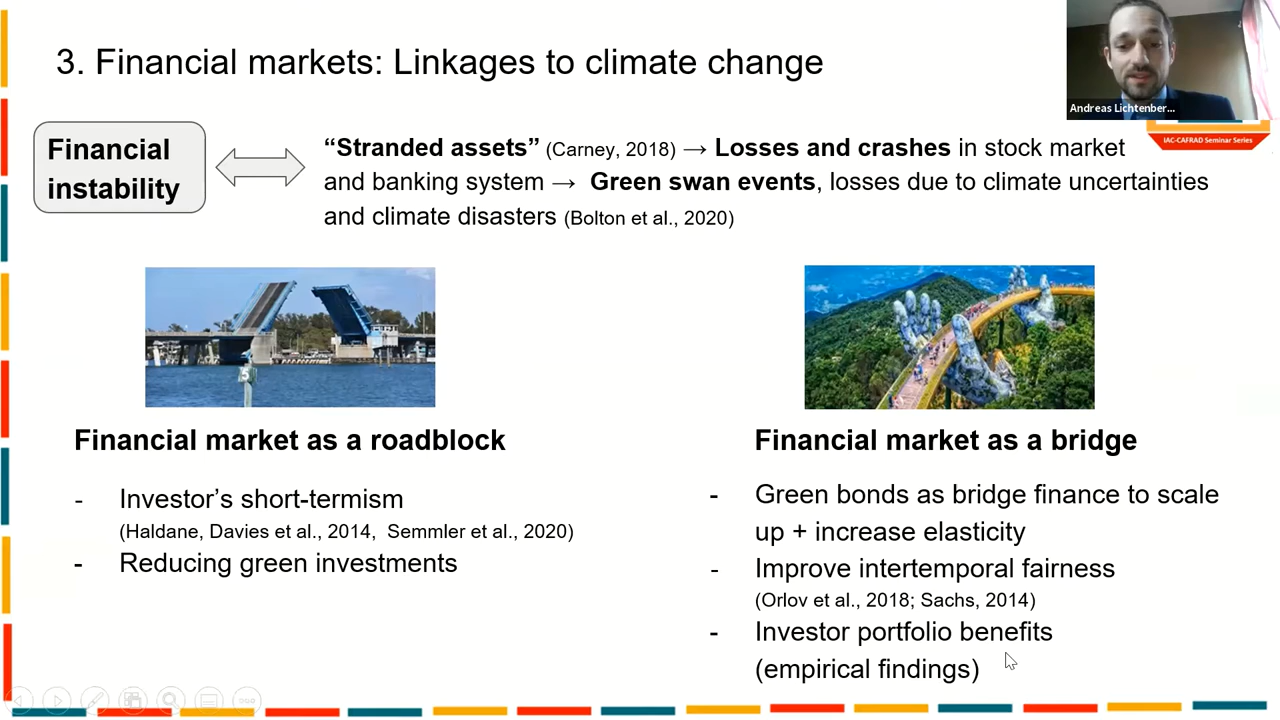 3. Financial markets: Linkages to climate change
Andreas Lichtenber...
IAC-CAFRAD Seminar Series
Financial
instability
“Stranded assets” (Carney, 2018) → Losses and crashes in stock market
and banking system → Green swan events, losses due to climate uncertainties
and climate disasters (Bolton et al., 2020)
Financial market as a roadblock
- Investor’s short-termism
(Haldane, Davies et al., 2014, Semmler et al., 2020)
- Reducing green investments
Financial market as a bridge
- Green bonds as bridge finance to scale
up + increase elasticity
- Improve intertemporal fairness
(Orlov et al., 2018; Sachs, 2014)
- Investor portfolio benefits
(empirical findings)